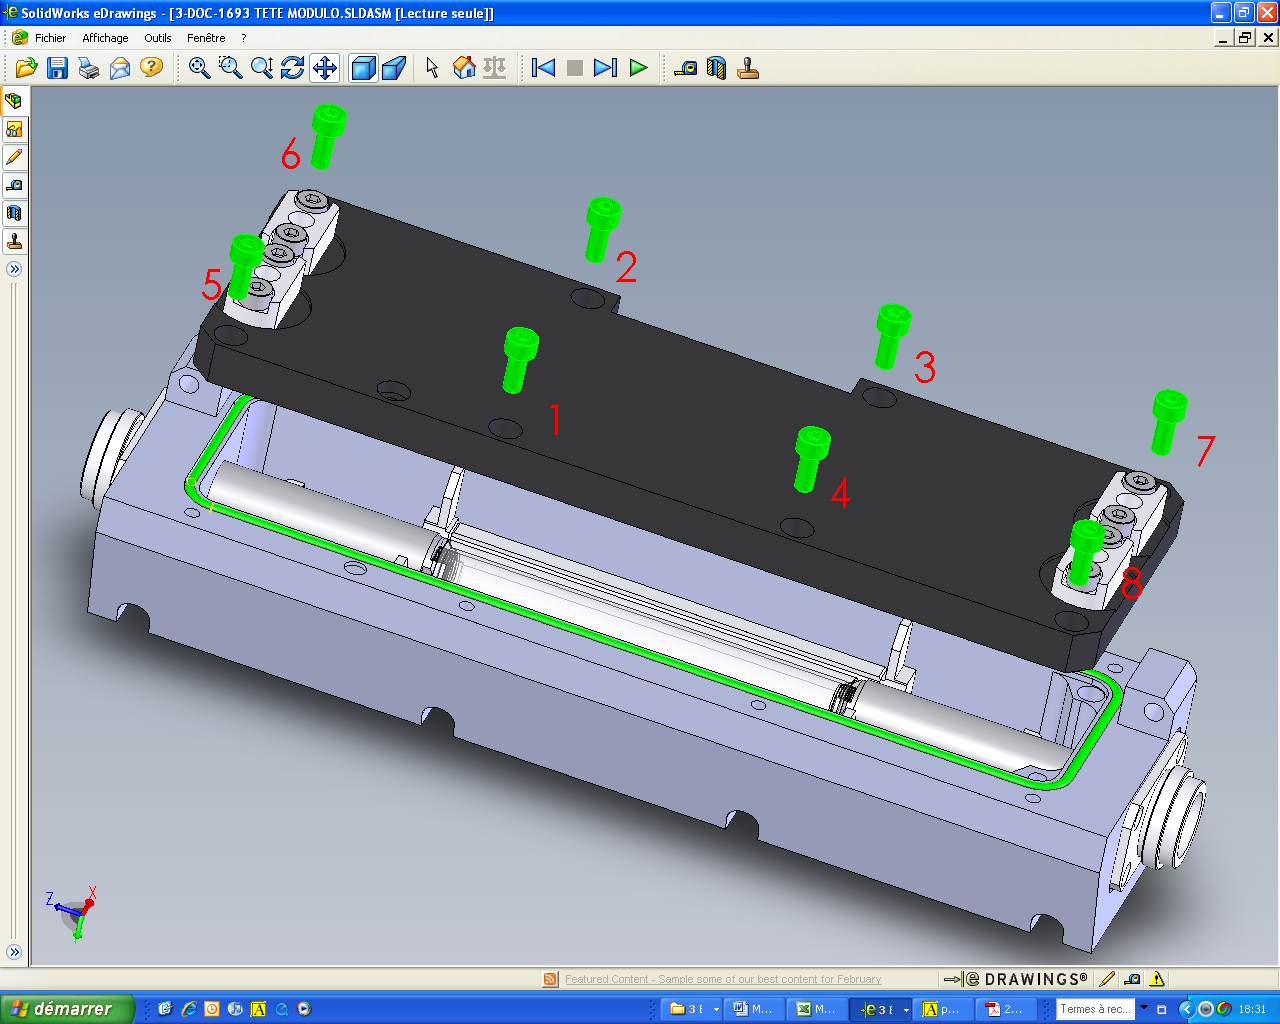 SolidWorks eDrawings - [3-DOC-1693 TETE MODULO.SLDASM [Lecture seule]]
Fichier Affichage Outils Fenêtre ?
6
2
5
3
1
7
4
8
Z X
Featured Content - Sample some of our best content for February
e DRAWINGS®
démarrer
3 E
M...
M...
3 E
p...
2...
Termes à rec...
18:31